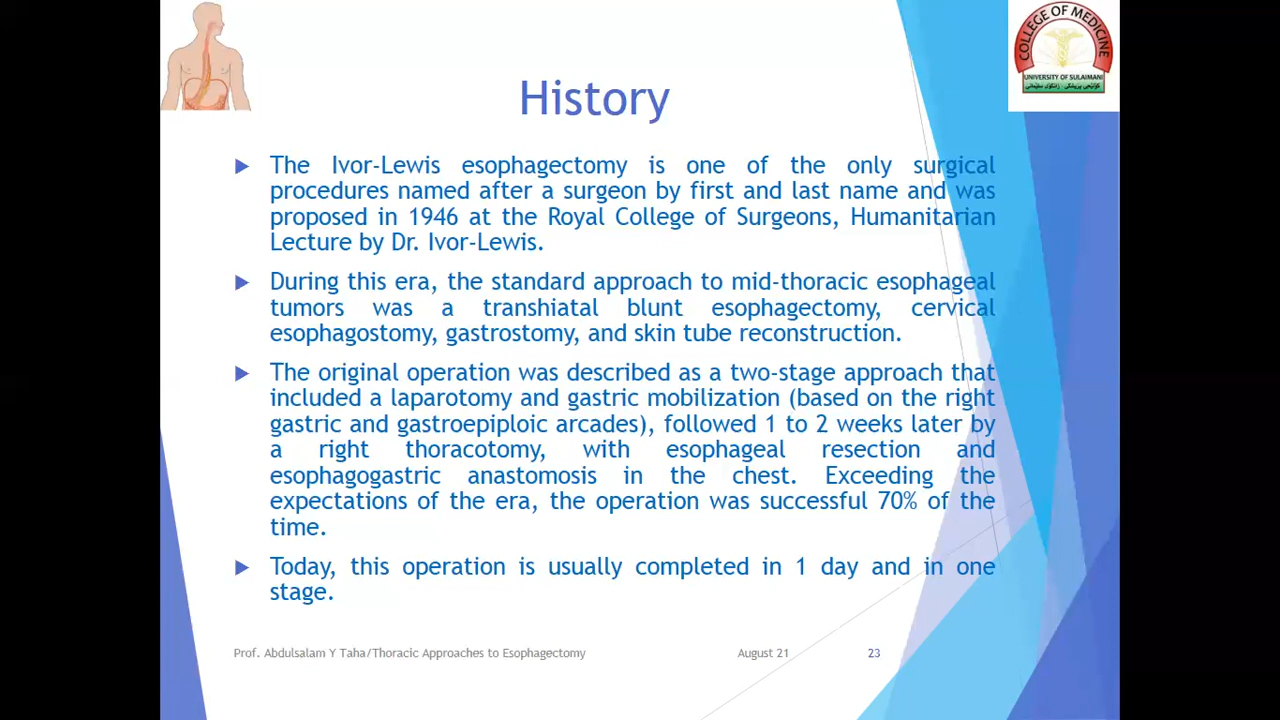 COLLEGE OF MEDICINE
UNIVERSITY OF SULAIMANI
كۆلێجی پزیشکی زانکۆی سلێمانی
History
The Ivor-Lewis esophagectomy is one of the only surgical
procedures named after a surgeon by first and last name and was
proposed in 1946 at the Royal College of Surgeons, Humanitarian
Lecture by Dr. Ivor-Lewis.
During this era, the standard approach to mid-thoracic esophageal
tumors was a transhiatal blunt esophagectomy, cervical
esophagostomy, gastrostomy, and skin tube reconstruction.
The original operation was described as a two-stage approach that
included a laparotomy and gastric mobilization (based on the right
gastric and gastroepiploic arcades), followed 1 to 2 weeks later by
a right thoracotomy, with esophageal resection and
esophagogastric anastomosis in the chest. Exceeding the
expectations of the era, the operation was successful 70% of the
time.
Today, this operation is usually completed in 1 day and in one
stage.
Prof. Abdulsalam Y Taha/Thoracic Approaches to Esophagectomy
August 21
23